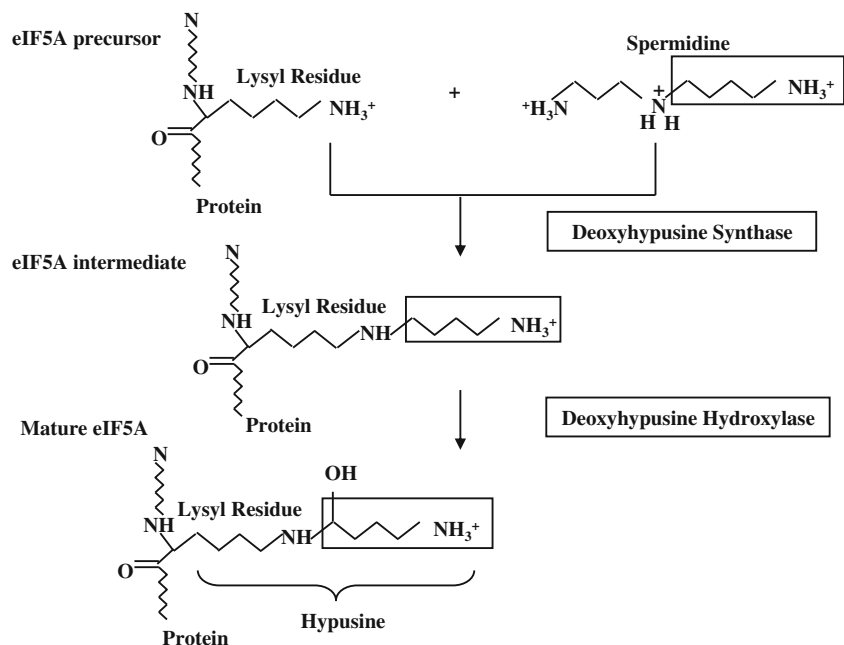 N
eIF5A precursor
Spermidine
Lysyl Residue
NH
NH₃⁺
+
⁺H₃N
+
N
H H
NH₃⁺
O
Protein
Deoxyhypusine Synthase
N
eIF5A intermediate
Lysyl Residue
NH
NH
NH₃⁺
O
Protein
Deoxyhypusine Hydroxylase
Mature eIF5A
N
OH
Lysyl Residue
NH
NH
NH₃⁺
O
Hypusine
Protein